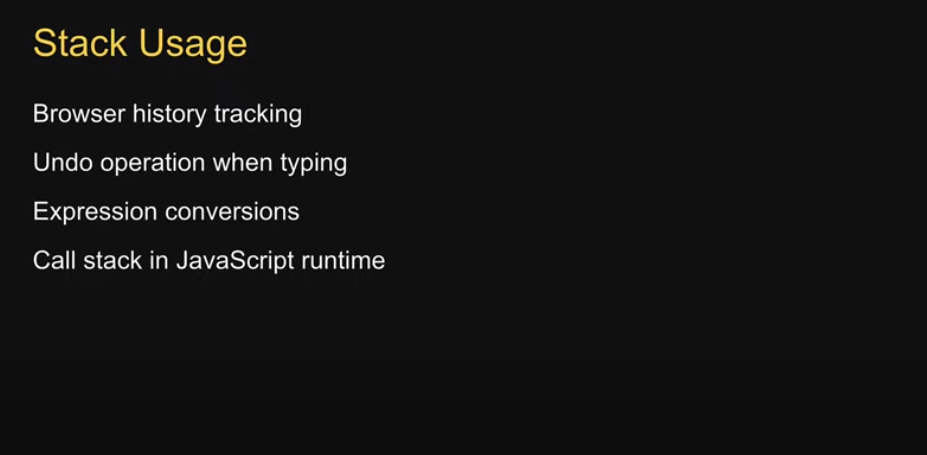 Stack Usage
Browser history tracking
Undo operation when typing
Expression conversions
Call stack in JavaScript runtime